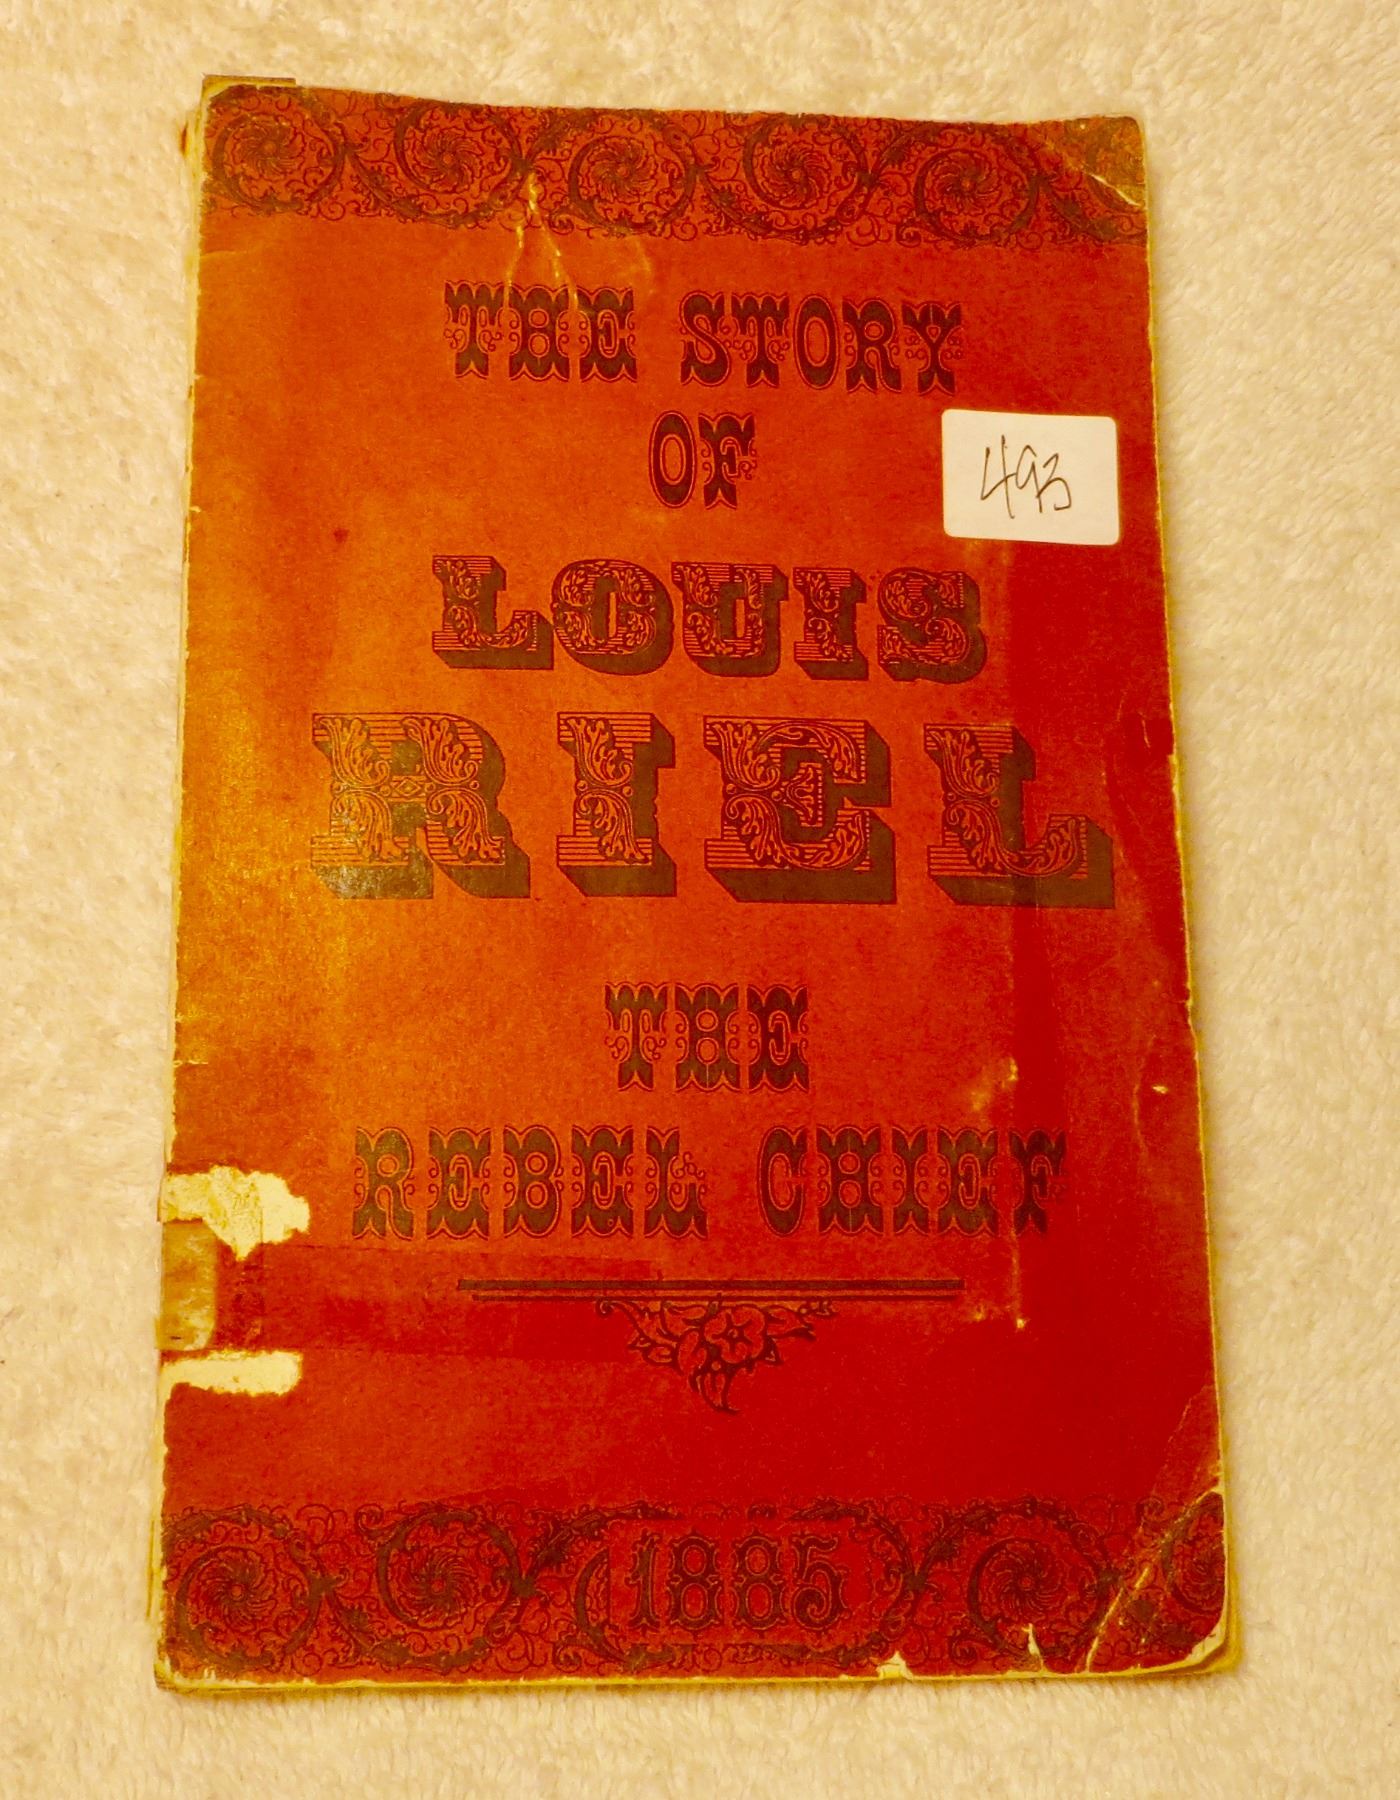 THE STORY
OF
493
LOUIS
RIEL
THE
REBEL CHIEF
1885